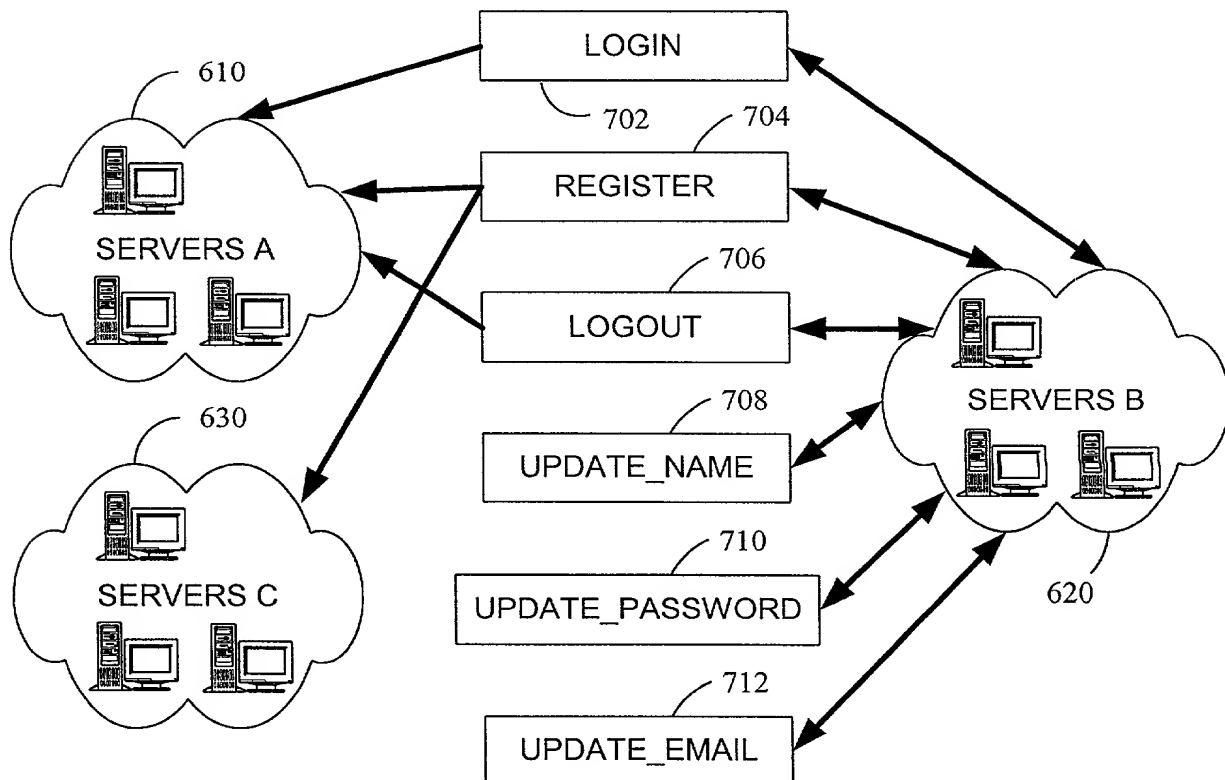 LOGIN
610
702
704
REGISTER
SERVERS A
706
LOGOUT
SERVERS B
630
708
UPDATE_NAME
710
SERVERS C
UPDATE_PASSWORD
620
712
UPDATE_EMAIL